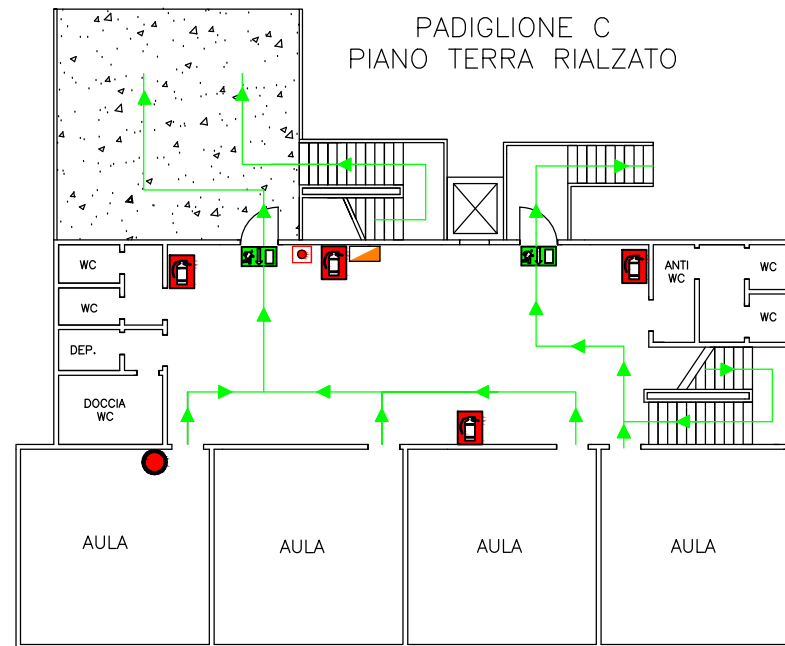 PADIGLIONE C
PIANO TERRA RIALZATO
WC
ANTI
WC
WC
WC
WC
DEP.
DOCCIA
WC
AULA
AULA
AULA
AULA